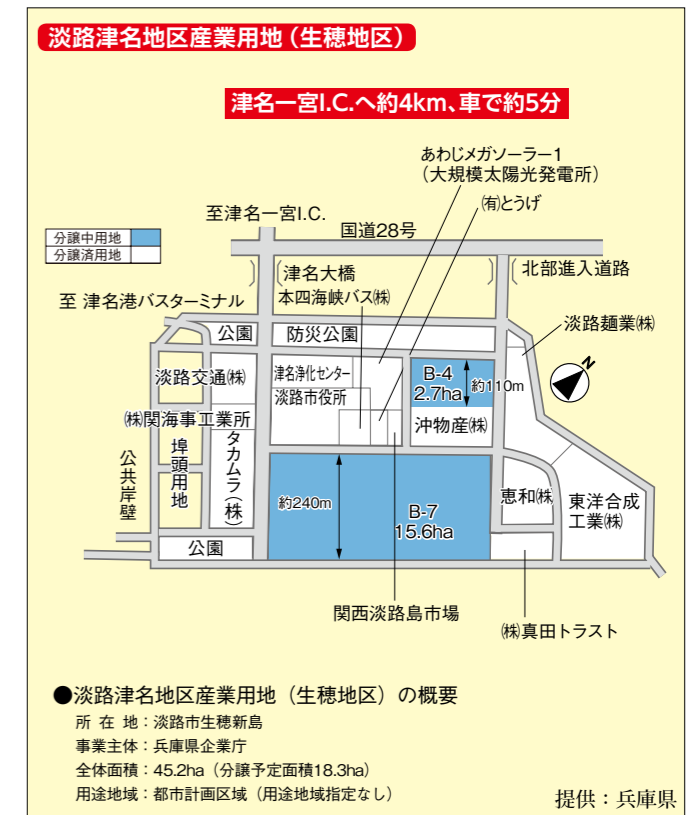 淡路津名地区産業用地（生穂地区）
津名一宮I.C.へ約4km、車で約5分
あわじメガソーラー1
（大規模太陽光発電所）
㈲とうげ
至津名一宮I.C.
国道28号
分譲中用地
分譲済用地
津名大橋
北部進入道路
本四海峡バス㈱
至 津名港バスターミナル
淡路麺業㈱
公園
防災公園
N
淡路交通㈱
津名浄化センター
淡路市役所
B-4
2.7ha
約110m
㈱関海事工業所
沖物産㈱
公共岸壁
埠頭用地
タカムラ㈱
約240m
B-7
15.6ha
恵和㈱
東洋合成
工業㈱
公園
関西淡路島市場
㈱真田トラスト
●淡路津名地区産業用地（生穂地区）の概要
所 在 地：淡路市生穂新島
事業主体：兵庫県企業庁
全体面積：45.2ha（分譲予定面積18.3ha）
用途地域：都市計画区域（用途地域指定なし）
提供：兵庫県